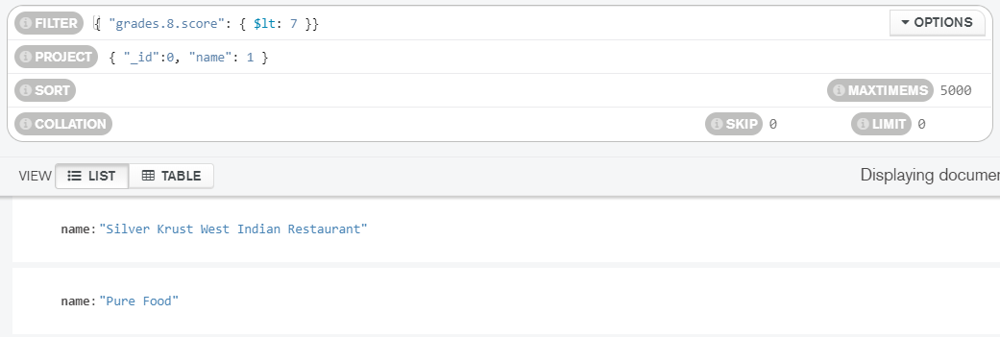 FILTER { "grades.8.score": { $lt: 7 }} OPTIONS
PROJECT { "_id":0, "name": 1 }
SORT MAXTIMEMS 5000
COLLATION SKIP 0 LIMIT 0
VIEW LIST TABLE Displaying documen
name: "Silver Krust West Indian Restaurant"
name: "Pure Food"